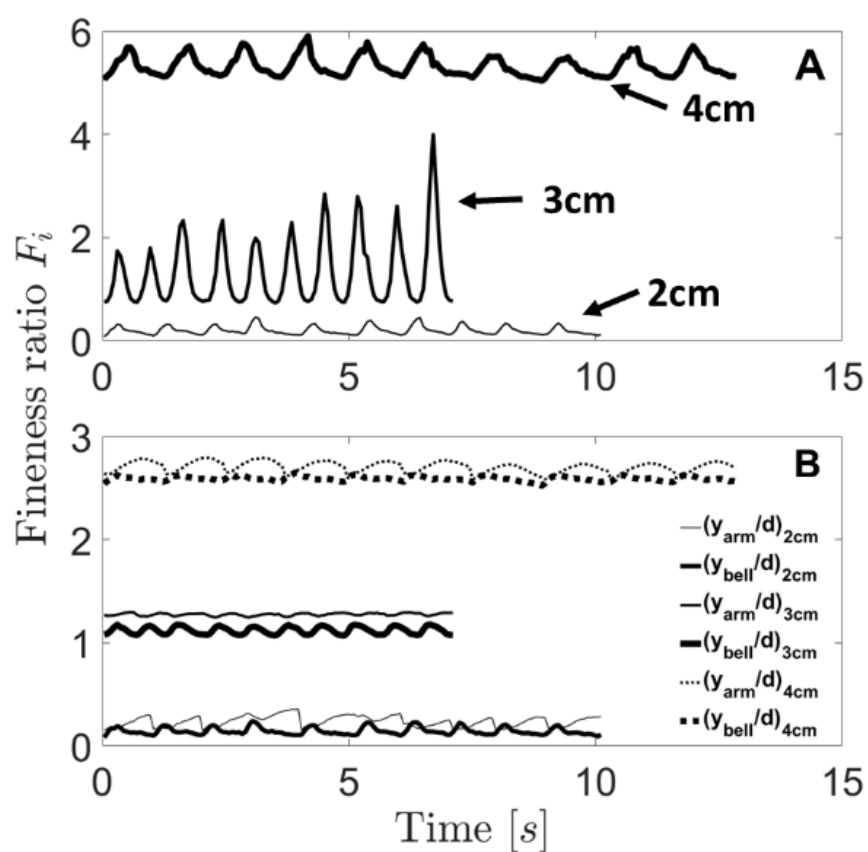 Fineness ratio F_i
6
4
2
0
A
4cm
3cm
2cm
0 5 10 15
3
2
1
0
B
(y_arm/d)_2cm
(y_bell/d)_2cm
(y_arm/d)_3cm
(y_bell/d)_3cm
(y_arm/d)_4cm
(y_bell/d)_4cm
0 5 10 15
Time [s]